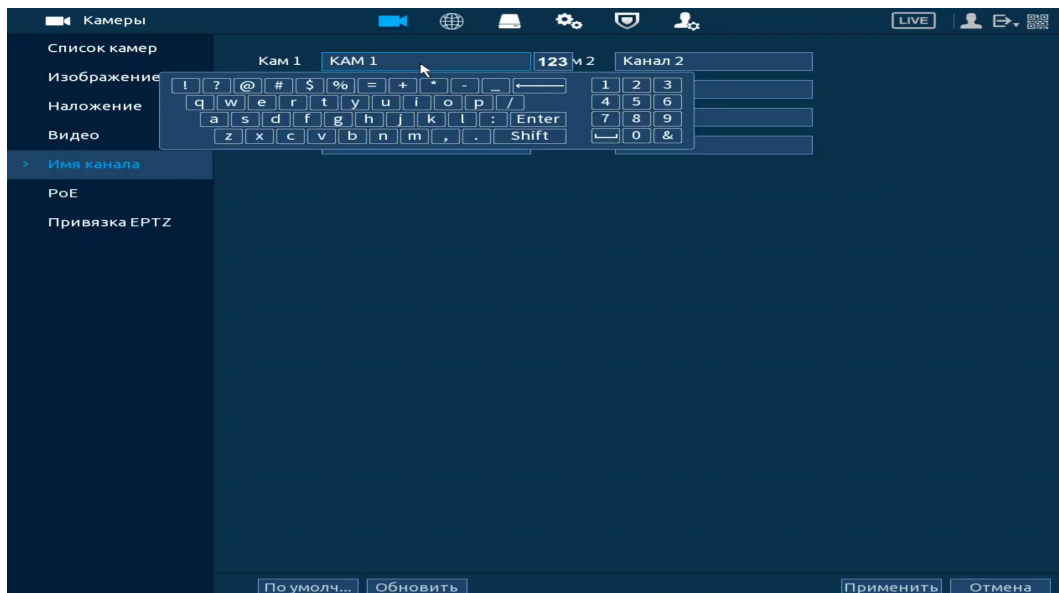 Камеры LIVE
Список камер
Кам 1 КАМ 1 123 м 2 Канал 2
Изображение
! ? @ # $ % = + * - _ 1 2 3
q w e r t y u i o p / 4 5 6
Наложение
a s d f g h j k l : Enter 7 8 9
Видео
z x c v b n m , . Shift 0 &
Имя канала
PoE
Привязка EPTZ
По умолч... Обновить Применить Отмена